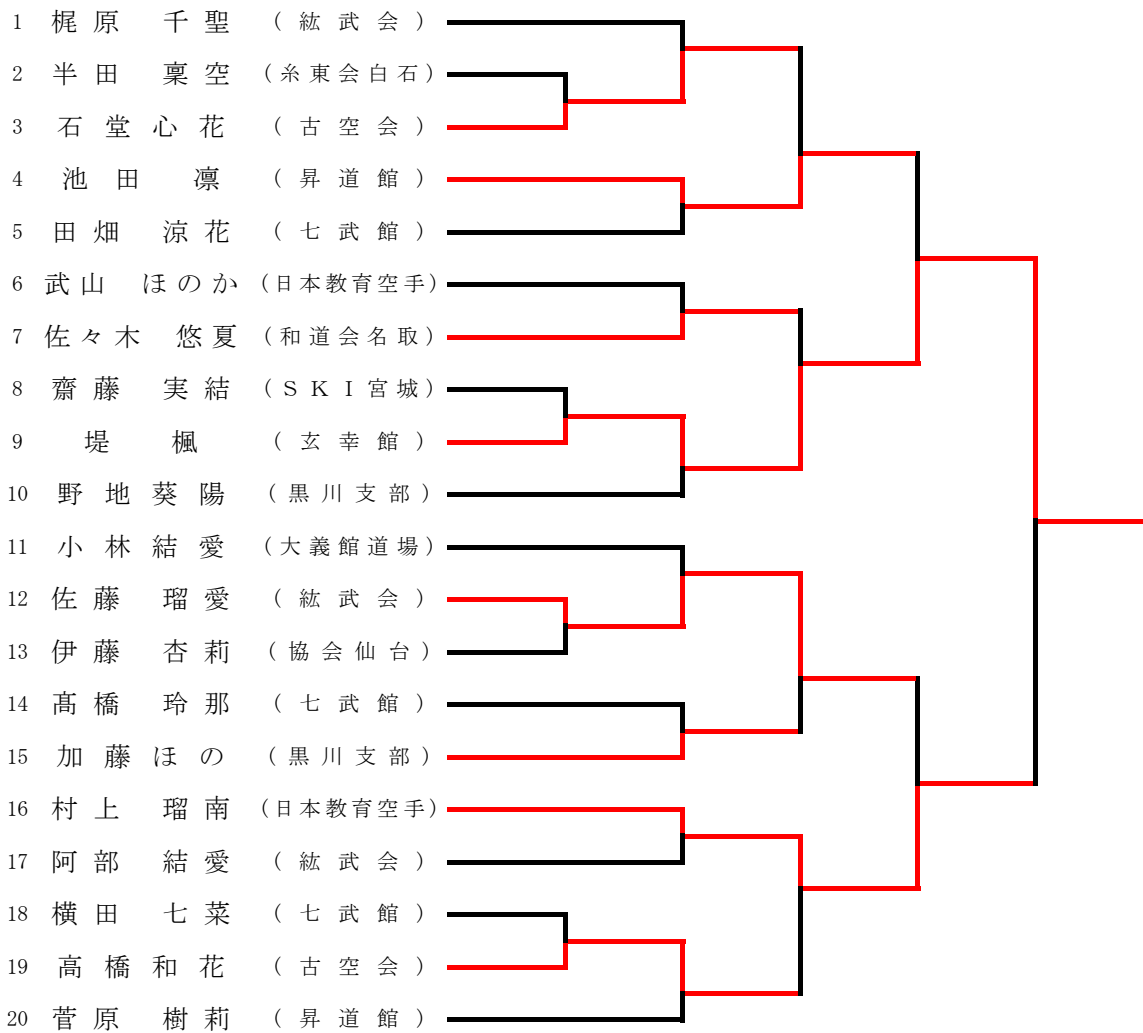 1 梶原 千聖 (紘武会)
2 半田 稟空 (糸東会白石)
3 石堂心花 (古空会)
4 池田 凛 (昇道館)
5 田畑 涼花 (七武館)
6 武山 ほのか (日本教育空手)
7 佐々木 悠夏 (和道会名取)
8 齋藤 実結 (SKI宮城)
9 堤 楓 (玄幸館)
10 野地葵陽 (黒川支部)
11 小林結愛 (大義館道場)
12 佐藤 瑠愛 (紘武会)
13 伊藤 杏莉 (協会仙台)
14 髙橋 玲那 (七武館)
15 加藤ほの (黒川支部)
16 村上 瑠南 (日本教育空手)
17 阿部 結愛 (紘武会)
18 横田 七菜 (七武館)
19 高橋和花 (古空会)
20 菅原 樹莉 (昇道館)